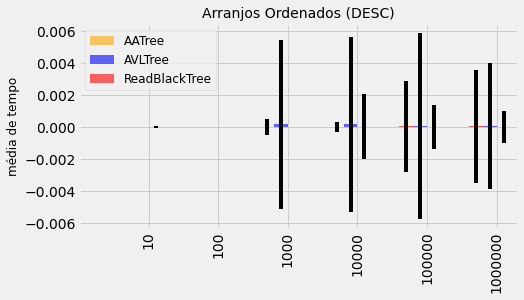 Arranjos Ordenados (DESC)
AATree
AVLTree
ReadBlackTree
média de tempo
0.006
0.004
0.002
0.000
−0.002
−0.004
−0.006
10
100
1000
10000
100000
1000000